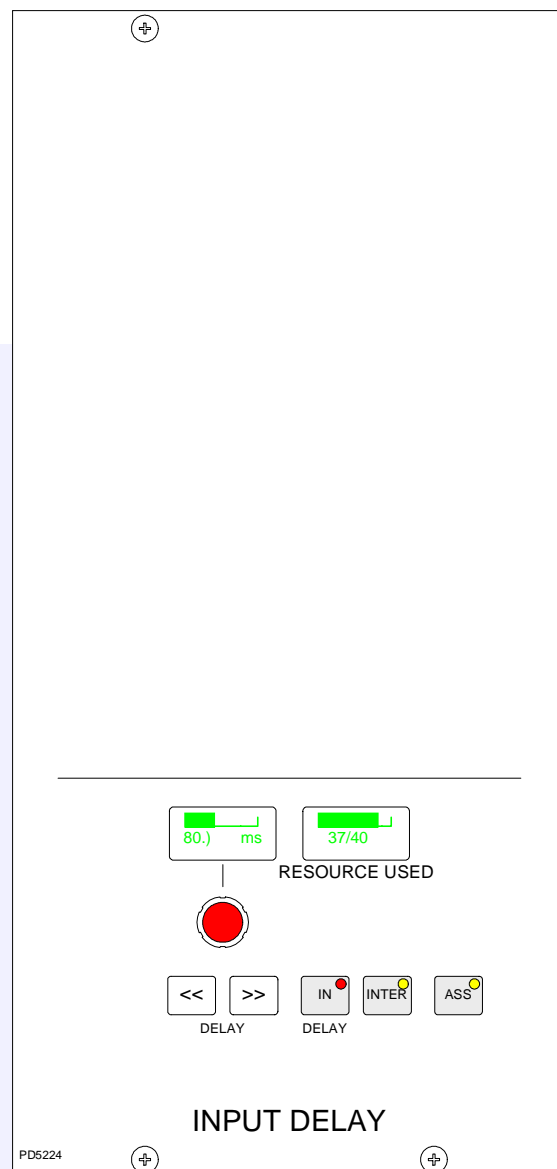 80.) ms
37/40
RESOURCE USED
<< >> IN INTER ASS
DELAY DELAY
INPUT DELAY
PD5224